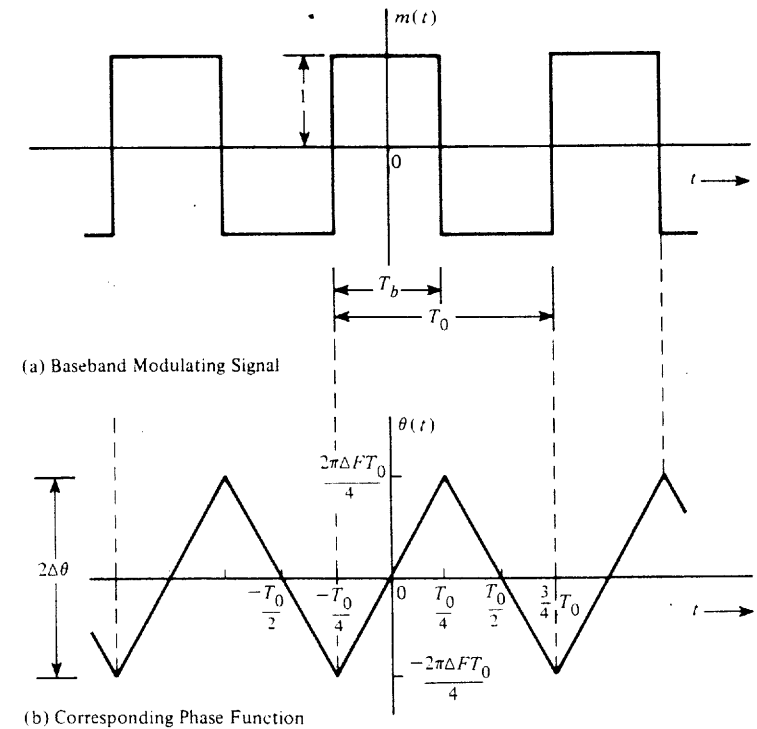 m(t)
1
0
t
T_b
T_0
(a) Baseband Modulating Signal
θ(t)
2πΔFT_0
4
2Δθ
−T_0
2
−T_0
4
0
T_0
4
T_0
2
3
4
T_0
t
−2πΔFT_0
4
(b) Corresponding Phase Function